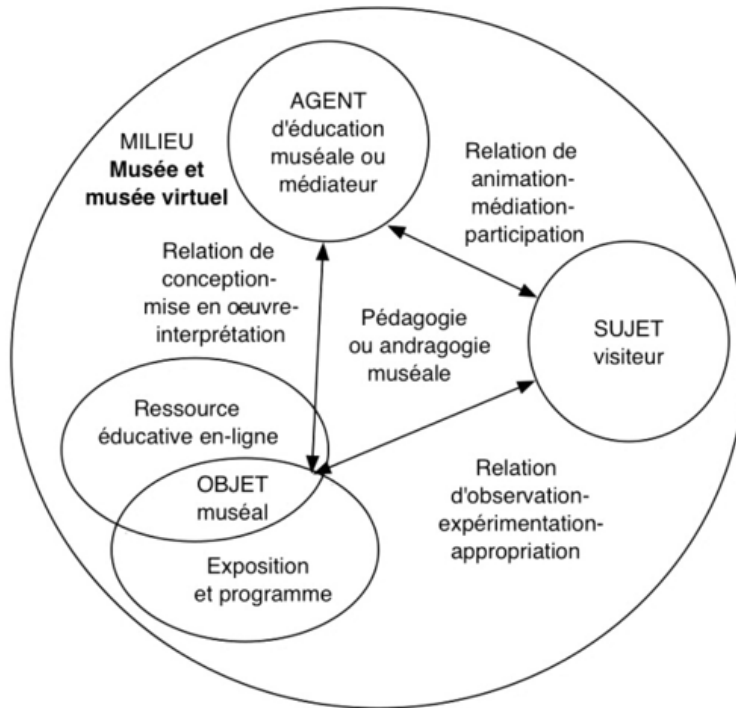 AGENT
d'éducation
muséale ou
médiateur
MILIEU
Musée et
musée virtuel
Relation de
animation-
médiation-
participation
Relation de
conception-
mise en oeuvre-
interprétation
Pédagogie
ou andragogie
muséale
SUJET
visiteur
Ressource
éducative en-ligne
OBJET
muséal
Exposition
et programme
Relation
d'observation-
expérimentation-
appropriation